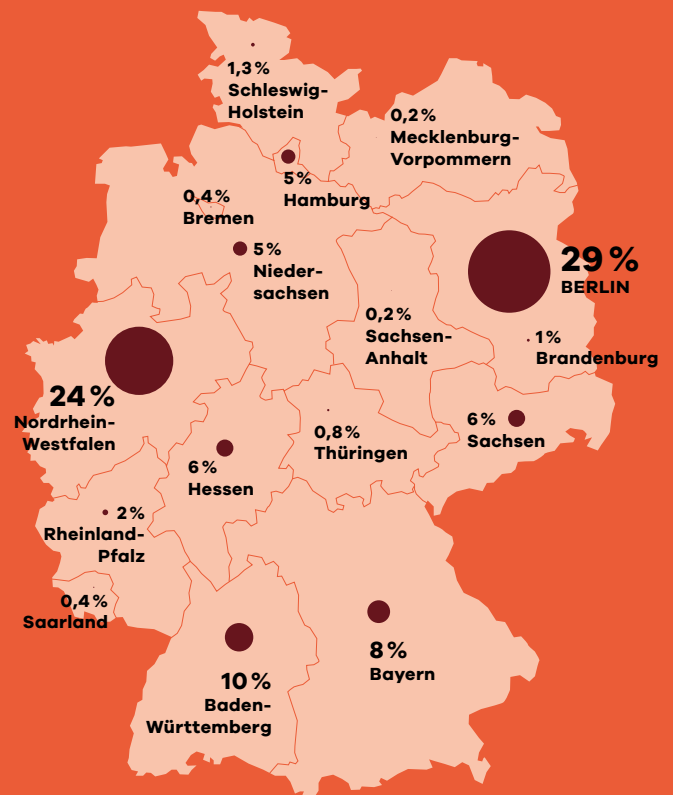 1,3 %
Schleswig-
Holstein
0,2 %
Mecklenburg-
Vorpommern
5 %
Hamburg
0,4 %
Bremen
5 %
Nieder-
sachsen
29 %
BERLIN
0,2 %
Sachsen-
Anhalt
1 %
Brandenburg
24 %
Nordrhein-
Westfalen
6 %
Sachsen
0,8 %
Thüringen
6 %
Hessen
2 %
Rheinland-
Pfalz
0,4 %
Saarland
8 %
Bayern
10 %
Baden-
Württemberg